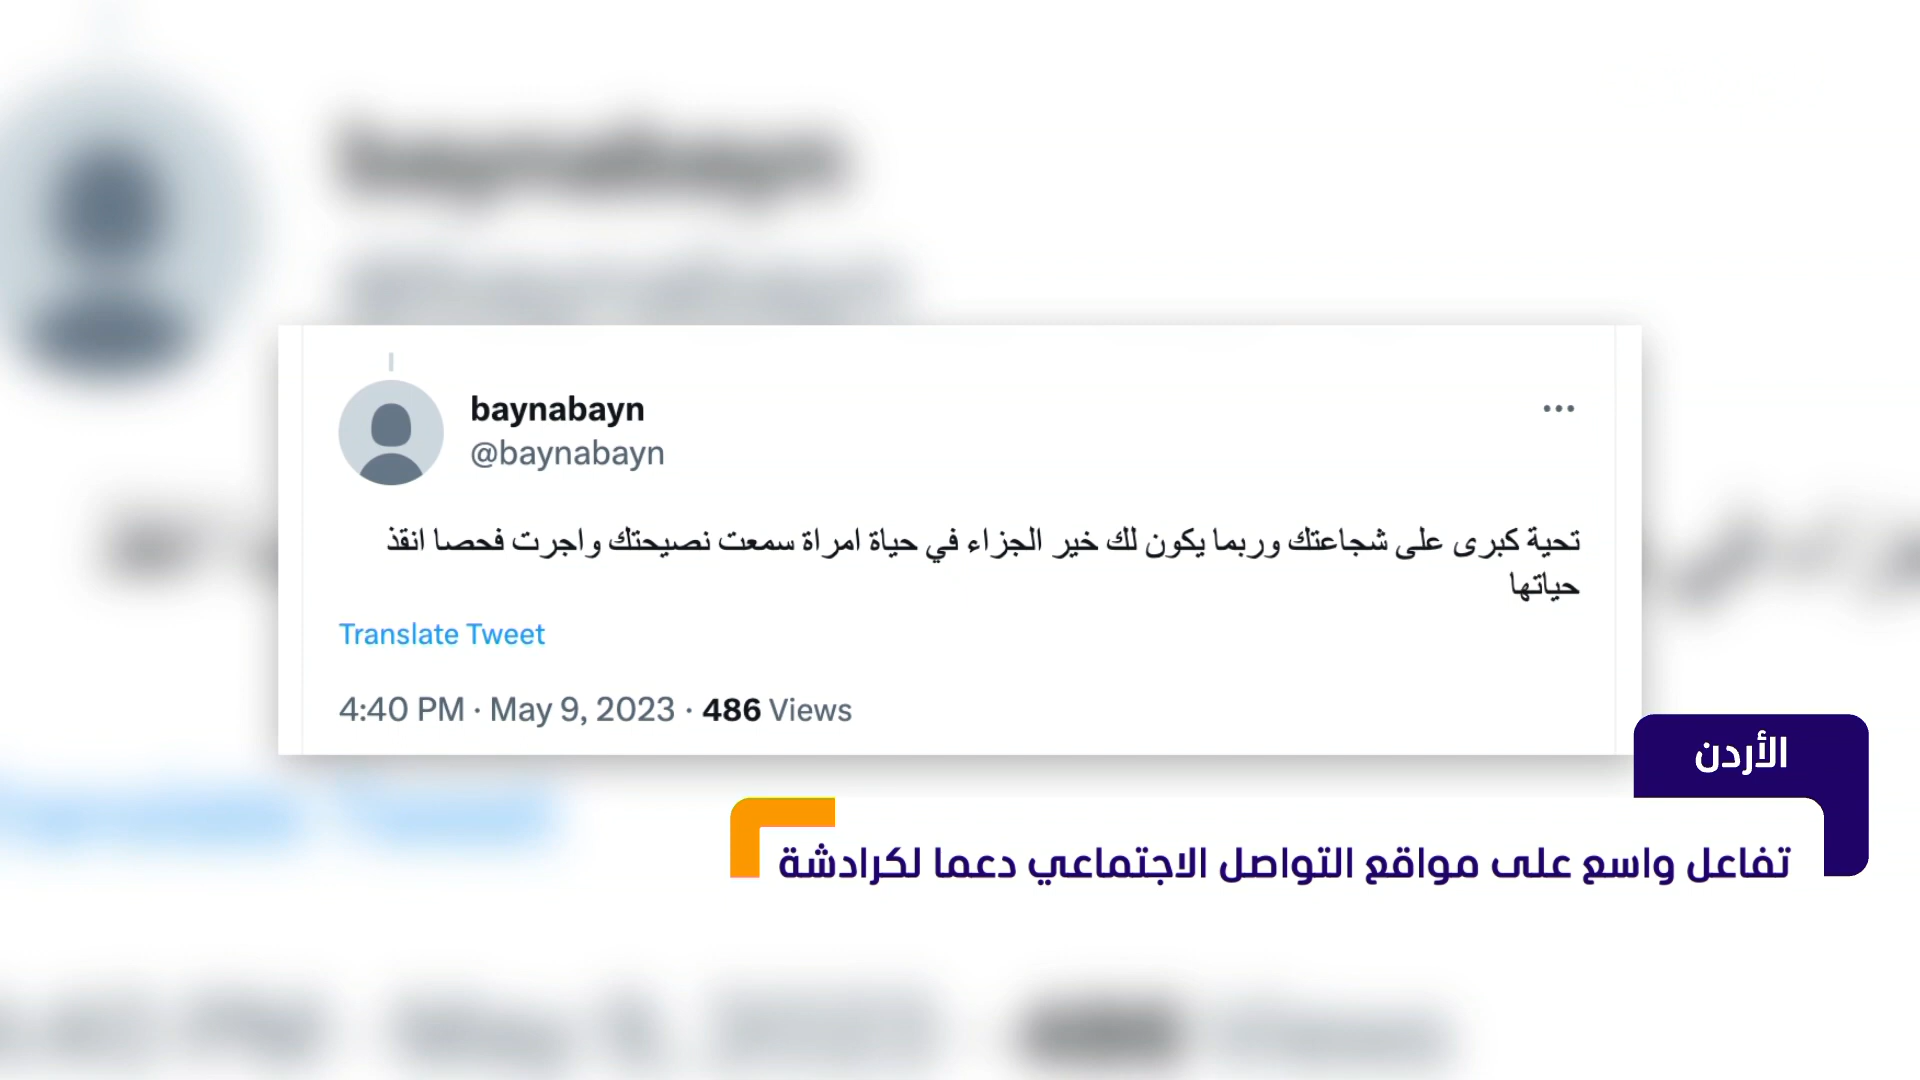 baynabayn
@baynabayn
تحية كبرى على شجاعتك وربما يكون لك خير الجزاء في حياة امراة سمعت نصيحتك واجرت فحصا انقذ
حياتها
Translate Tweet
4:40 PM · May 9, 2023 · 486 Views
الأردن
تفاعل واسع على مواقع التواصل الاجتماعي دعما لكرادشة